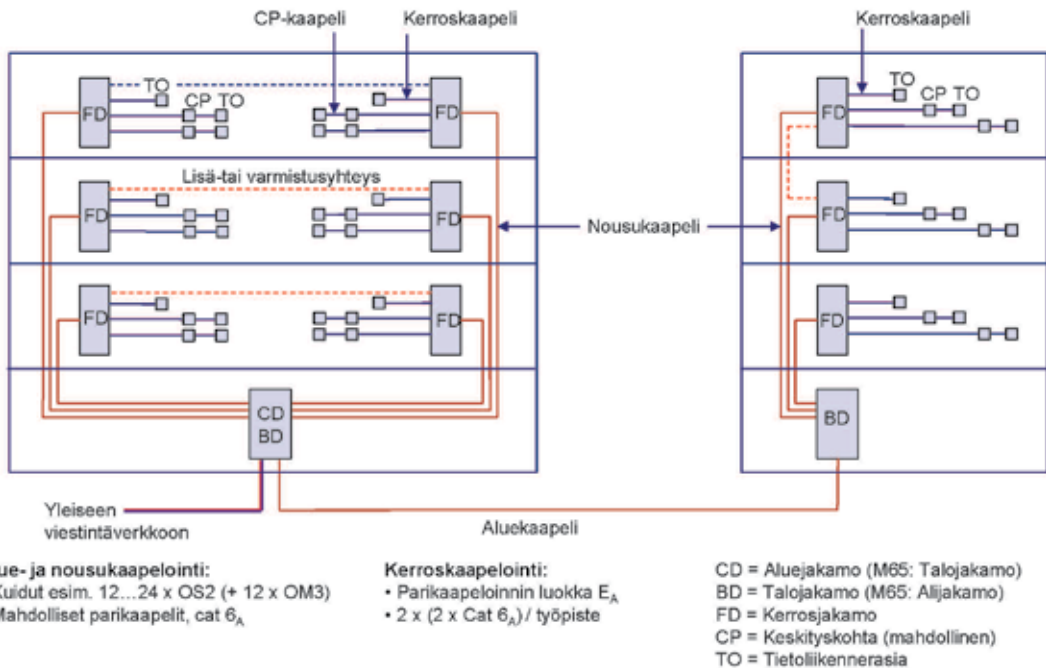 CP-kaapeli
Kerroskaapeli
Kerroskaapeli
TO
CP TO
FD
FD
TO
CP TO
FD
Lisä-tai varmistusyhteys
FD
FD
Nousukaapeli
FD
FD
FD
FD
CD
BD
BD
Yleiseen
viestintäverkkoon
Aluekaapeli
ue- ja nousukaapelointi:
Kuidut esim. 12...24 x OS2 (+ 12 x OM3)
Mahdolliset parikaapelit, cat 6A
Kerroskaapelointi:
• Parikaapeloinnin luokka EA
• 2 x (2 x Cat 6A) / työpiste
CD = Aluejakamo (M65: Talojakamo)
BD = Talojakamo (M65: Alijakamo)
FD = Kerrosjakamo
CP = Keskityskohta (mahdollinen)
TO = Tietoliikennerasia